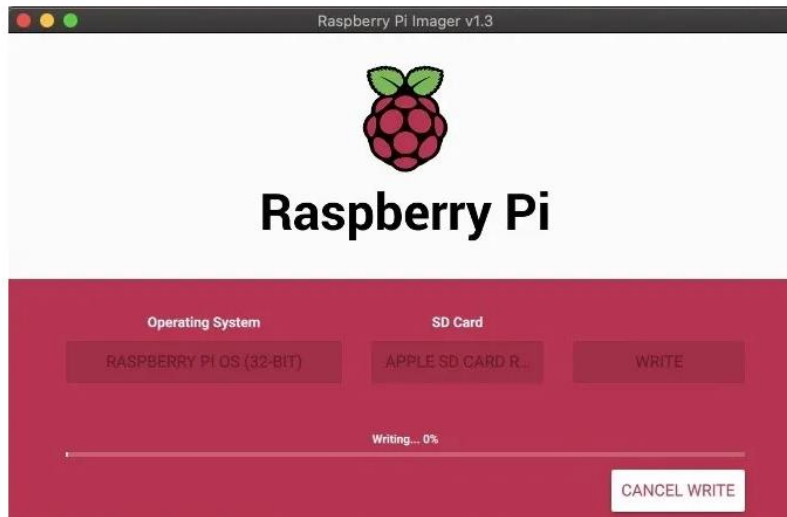 Raspberry Pi Imager v1.3
Raspberry Pi
Operating System
SD Card
RASPBERRY PI OS (32-BIT)
APPLE SD CARD R...
WRITE
Writing... 0%
CANCEL WRITE